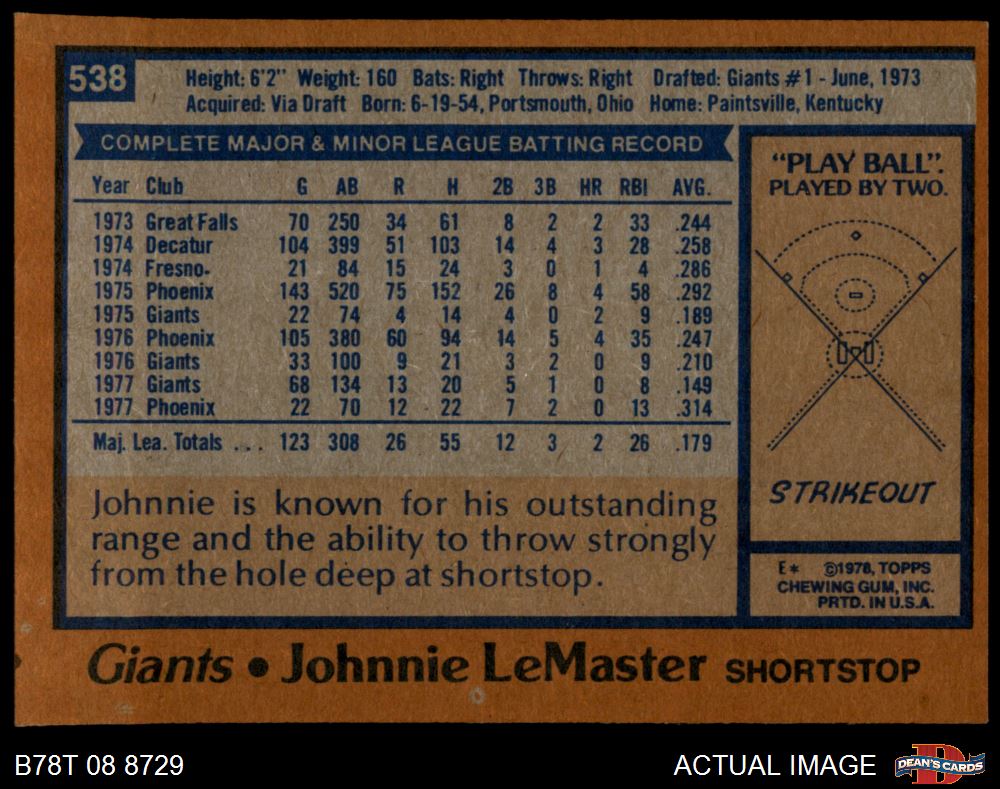 538
Height: 6'2" Weight: 160 Bats: Right Throws: Right Drafted: Giants #1 - June, 1973
Acquired: Via Draft Born: 6-19-54, Portsmouth, Ohio Home: Paintsville, Kentucky
COMPLETE MAJOR & MINOR LEAGUE BATTING RECORD
Year Club G AB R H 2B 3B HR RBI AVG.
1973 Great Falls 70 250 34 61 8 2 2 33 .244
1974 Decatur 104 399 51 103 14 4 3 28 .258
1974 Fresno 21 84 15 24 3 0 1 4 .286
1975 Phoenix 143 520 75 152 26 8 4 58 .292
1975 Giants 22 74 4 14 4 0 2 9 .189
1976 Phoenix 105 380 60 94 14 5 4 35 .247
1976 Giants 33 100 9 21 3 2 0 9 .210
1977 Giants 68 134 13 20 5 1 0 8 .149
1977 Phoenix 22 70 12 22 7 2 0 13 .314
Maj. Lea. Totals ... 123 308 26 55 12 3 2 26 .179
Johnnie is known for his outstanding
range and the ability to throw strongly
from the hole deep at shortstop.
"PLAY BALL".
PLAYED BY TWO.
STRIKEOUT
E* ©1978, TOPPS
CHEWING GUM, INC.
PRTD. IN U.S.A.
Giants • Johnnie LeMaster SHORTSTOP
B78T 08 8729
ACTUAL IMAGE
DEAN'S CARDS